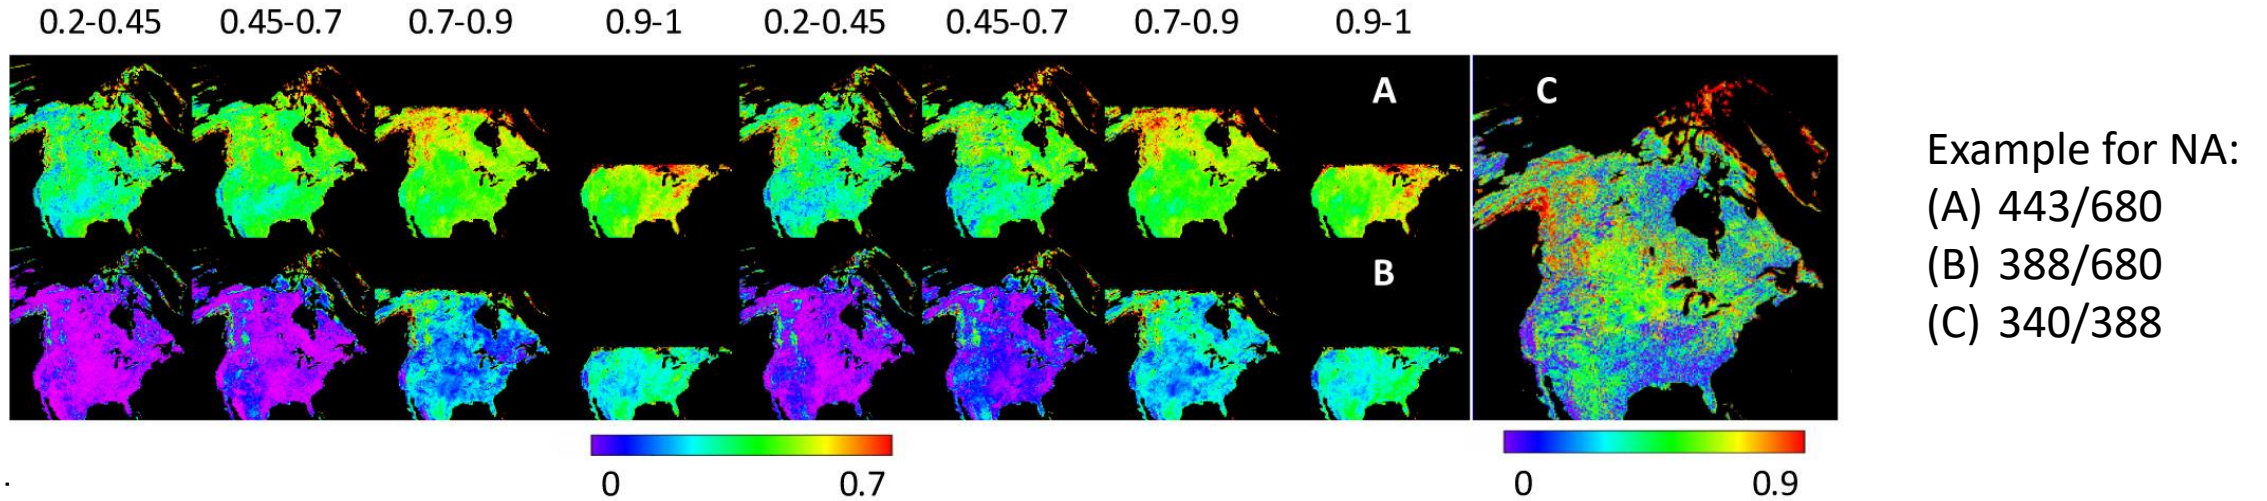 0.2-0.45 0.45-0.7 0.7-0.9 0.9-1 0.2-0.45 0.45-0.7 0.7-0.9 0.9-1
A
C
B
Example for NA:
(A) 443/680
(B) 388/680
(C) 340/388
0 0.7 0 0.9